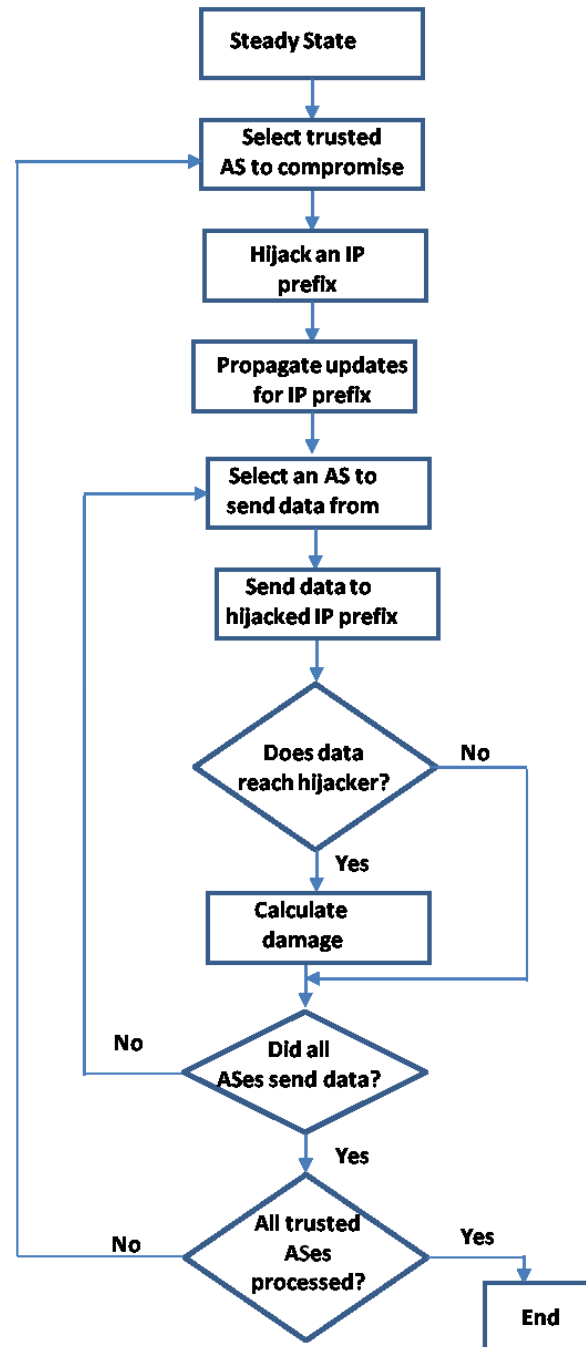 Steady State
Select trusted
AS to compromise
Hijack an IP
prefix
Propagate updates
for IP prefix
Select an AS to
send data from
Send data to
hijacked IP prefix
Does data
reach hijacker?
No
Yes
Calculate
damage
No
Did all
ASes send data?
Yes
No
All trusted
ASes
processed?
Yes
End